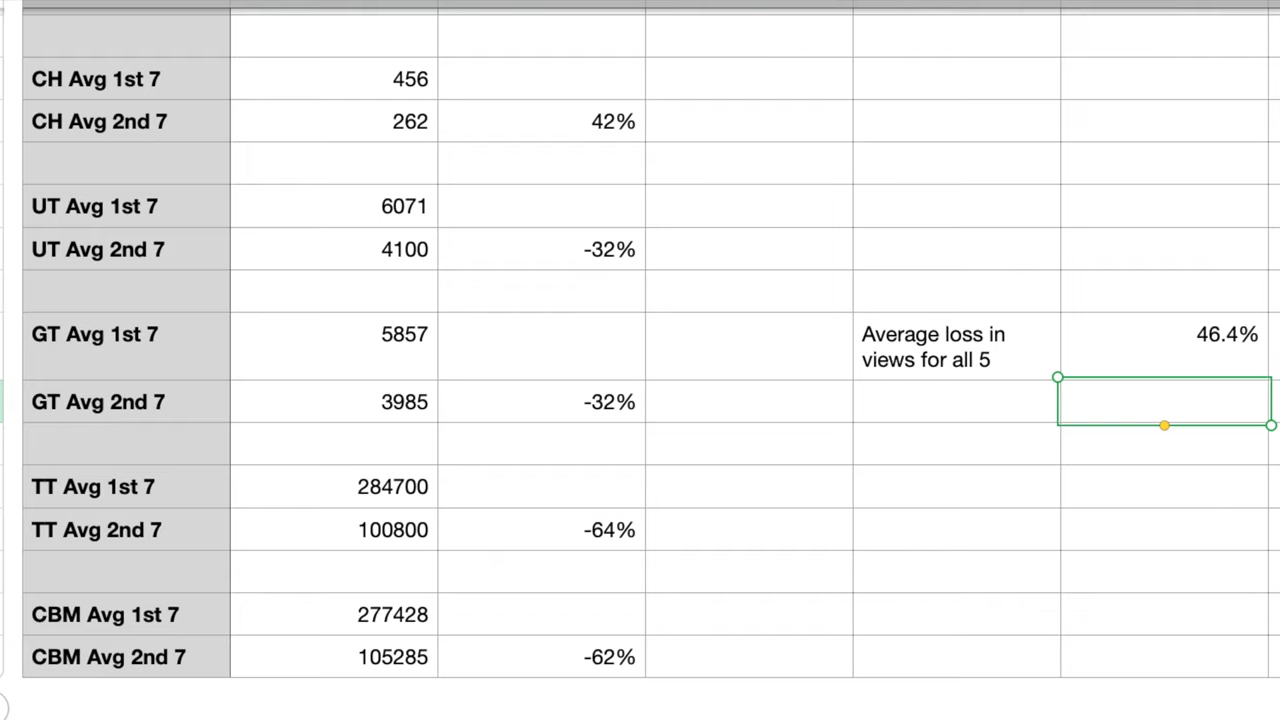 CH Avg 1st 7 456
CH Avg 2nd 7 262 42%
UT Avg 1st 7 6071
UT Avg 2nd 7 4100 -32%
GT Avg 1st 7 5857 Average loss in 46.4%
views for all 5
GT Avg 2nd 7 3985 -32%
TT Avg 1st 7 284700
TT Avg 2nd 7 100800 -64%
CBM Avg 1st 7 277428
CBM Avg 2nd 7 105285 -62%